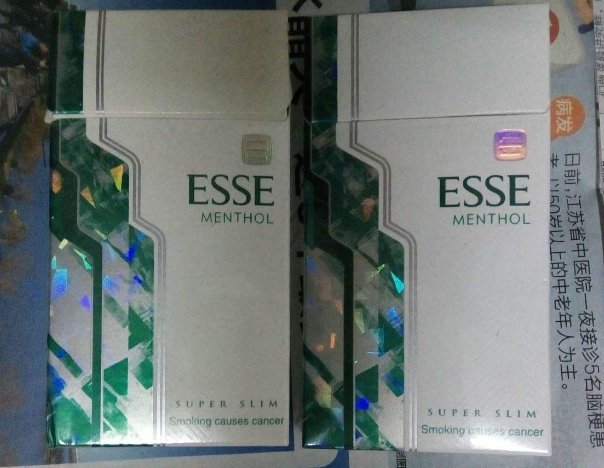 ESSE
MENTHOL
SUPER SLIM
Smoking causes cancer
ESSE
MENTHOL
SUPER SLIM
Smoking causes cancer
病发
日前,江苏省中医院一夜接诊5名脑梗患
以50岁以上的中老年人为主。